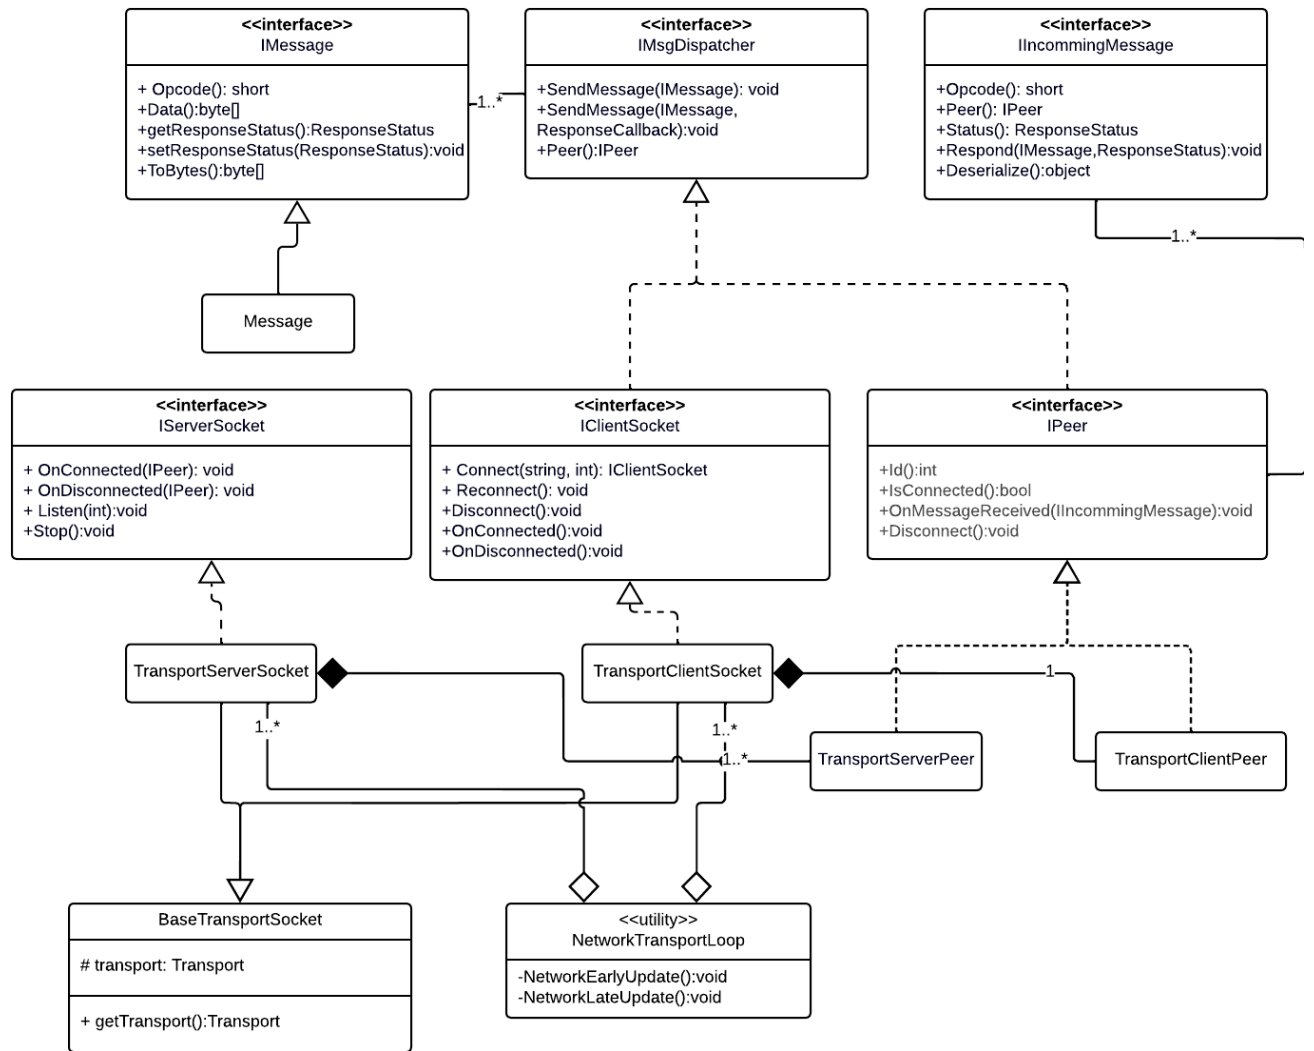 <<interface>>
IMessage
+ Opcode(): short
+Data():byte[]
+getResponseStatus():ResponseStatus
+setResponseStatus(ResponseStatus):void
+ToBytes():byte[]
1..*
<<interface>>
IMsgDispatcher
+SendMessage(IMessage): void
+SendMessage(IMessage,
ResponseCallback):void
+Peer():IPeer
<<interface>>
IIncommingMessage
+Opcode(): short
+Peer(): IPeer
+Status(): ResponseStatus
+Respond(IMessage,ResponseStatus):void
+Deserialize():object
1..*
Message
<<interface>>
IServerSocket
+ OnConnected(IPeer): void
+ OnDisconnected(IPeer): void
+ Listen(int):void
+Stop():void
<<interface>>
IClientSocket
+ Connect(string, int): IClientSocket
+ Reconnect(): void
+Disconnect():void
+OnConnected():void
+OnDisconnected():void
<<interface>>
IPeer
+Id():int
+IsConnected():bool
+OnMessageReceived(IIncommingMessage):void
+Disconnect():void
TransportServerSocket
TransportClientSocket
1
1..*
1..*
1..*
TransportServerPeer
TransportClientPeer
BaseTransportSocket
# transport: Transport
+ getTransport():Transport
<<utility>>
NetworkTransportLoop
-NetworkEarlyUpdate():void
-NetworkLateUpdate():void